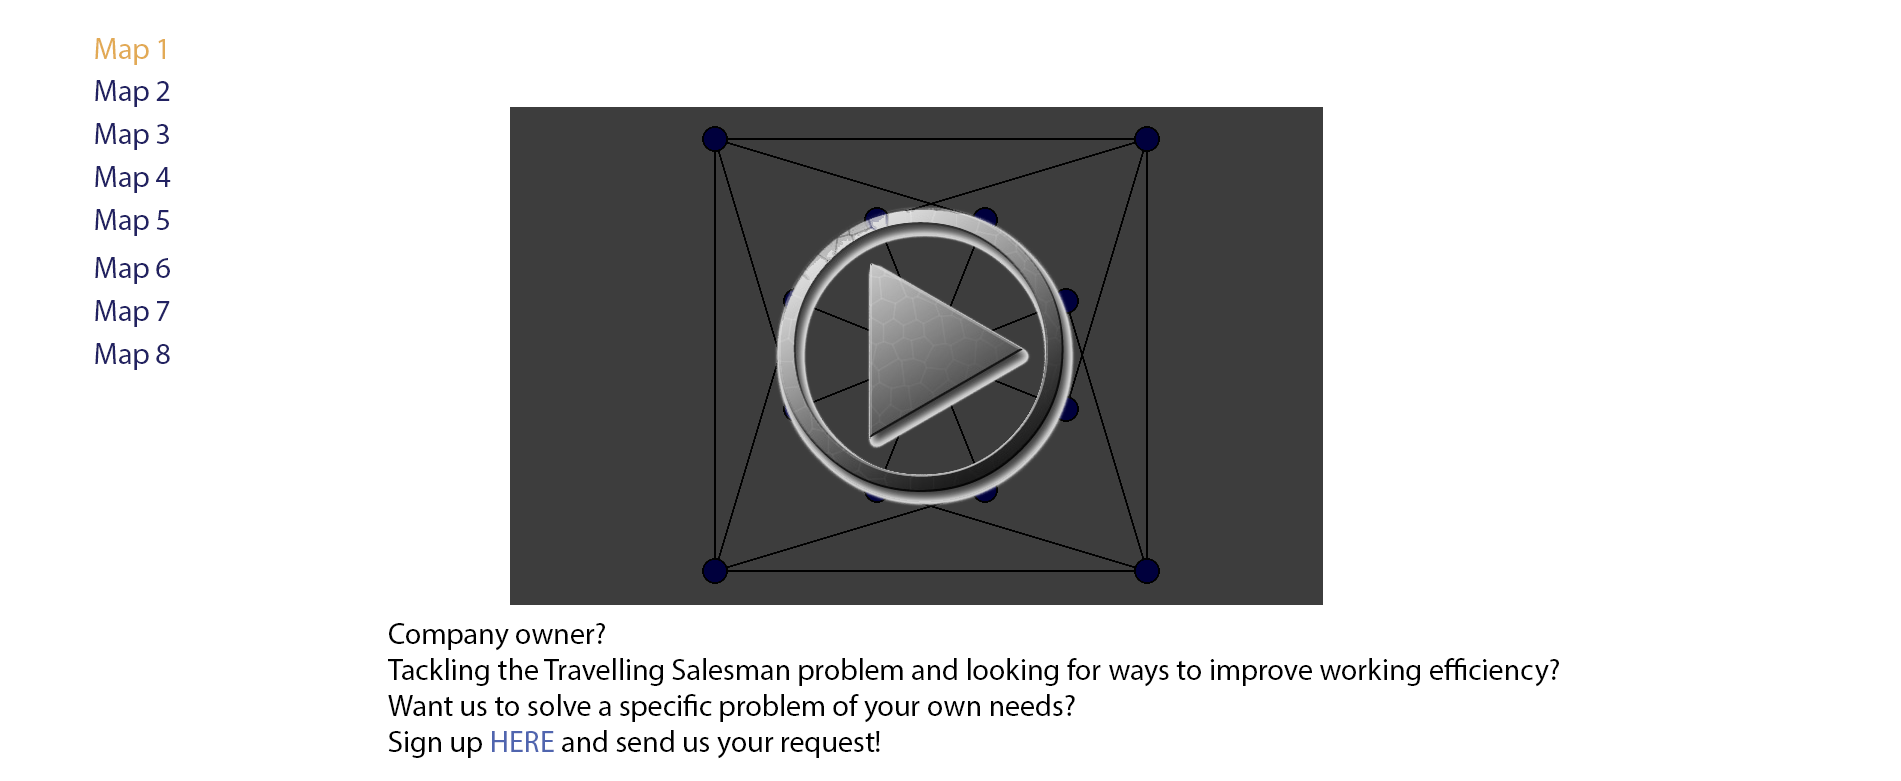 Map 1
Map 2
Map 3
Map 4
Map 5
Map 6
Map 7
Map 8
Company owner?
Tackling the Travelling Salesman problem and looking for ways to improve working efficiency?
Want us to solve a specific problem of your own needs?
Sign up HERE and send us your request!